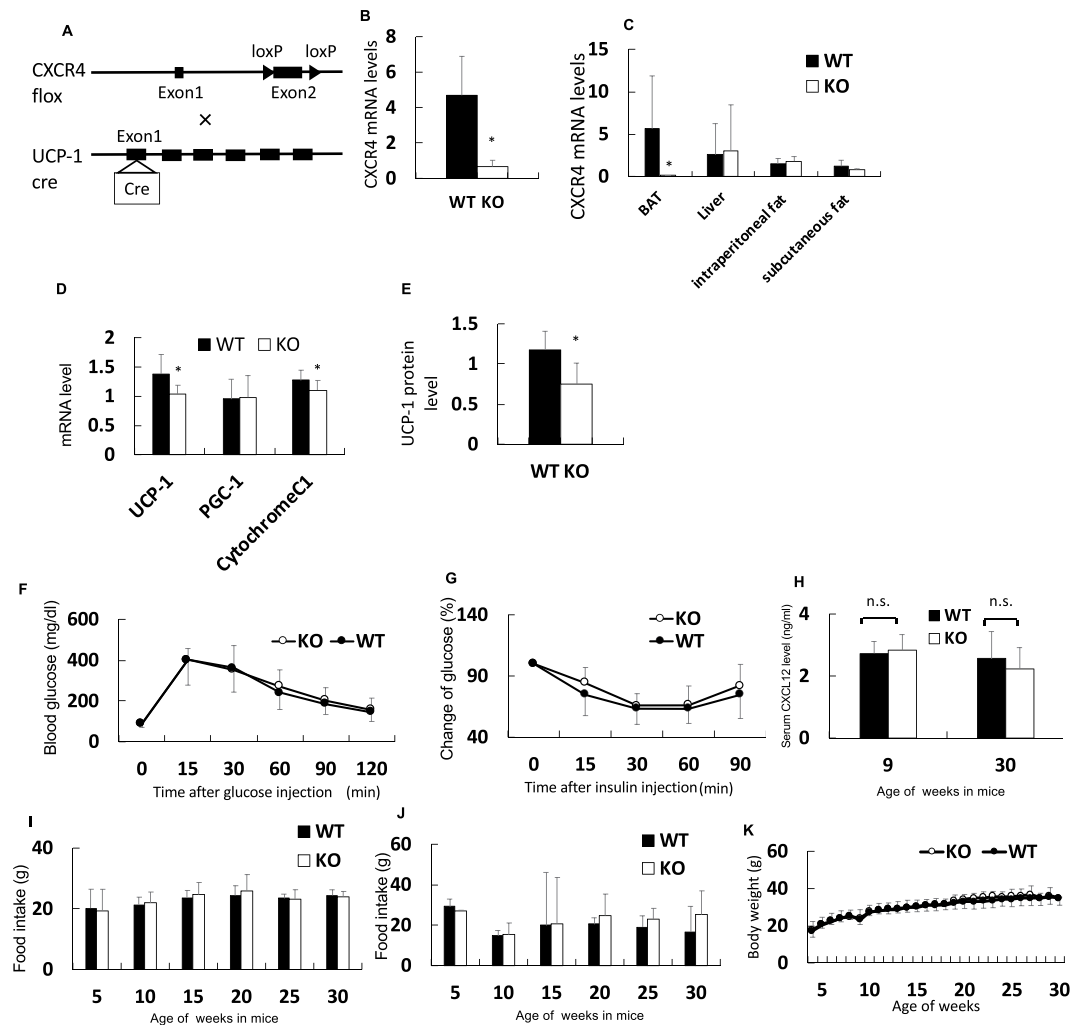 A
loxP loxP
CXCR4
flox
Exon1 Exon2
×
Exon1
UCP-1
cre
Cre
B
CXCR4 mRNA levels
8
6
4
2
0
*
WT KO
C
CXCR4 mRNA levels
15
10
5
0
WT
KO
*
BAT
Liver
intraperitoneal fat
subcutaneous fat
D
mRNA level
2
1.5
1
0.5
0
WT KO
* *
UCP-1
PGC-1
CytochromeC1
E
UCP-1 protein
level
1.5
1
0.5
0
*
WT KO
F
Blood glucose (mg/dl)
600
400
200
0
KO WT
0 15 30 60 90 120
Time after glucose injection (min)
G
Change of glucose (%)
140
90
40
KO
WT
0 15 30 60 90
Time after insulin injection (min)
H
Serum CXCL12 level (ng/ml)
4
2
0
n.s. n.s.
WT
KO
9 30
Age of weeks in mice
I
Food intake (g)
40
20
0
WT
KO
5 10 15 20 25 30
Age of weeks in mice
J
Food intake (g)
60
40
20
0
WT
KO
5 10 15 20 25 30
Age of weeks in mice
K
Body weight (g)
60
40
20
0
KO WT
5 10 15 20 25 30
Age of weeks